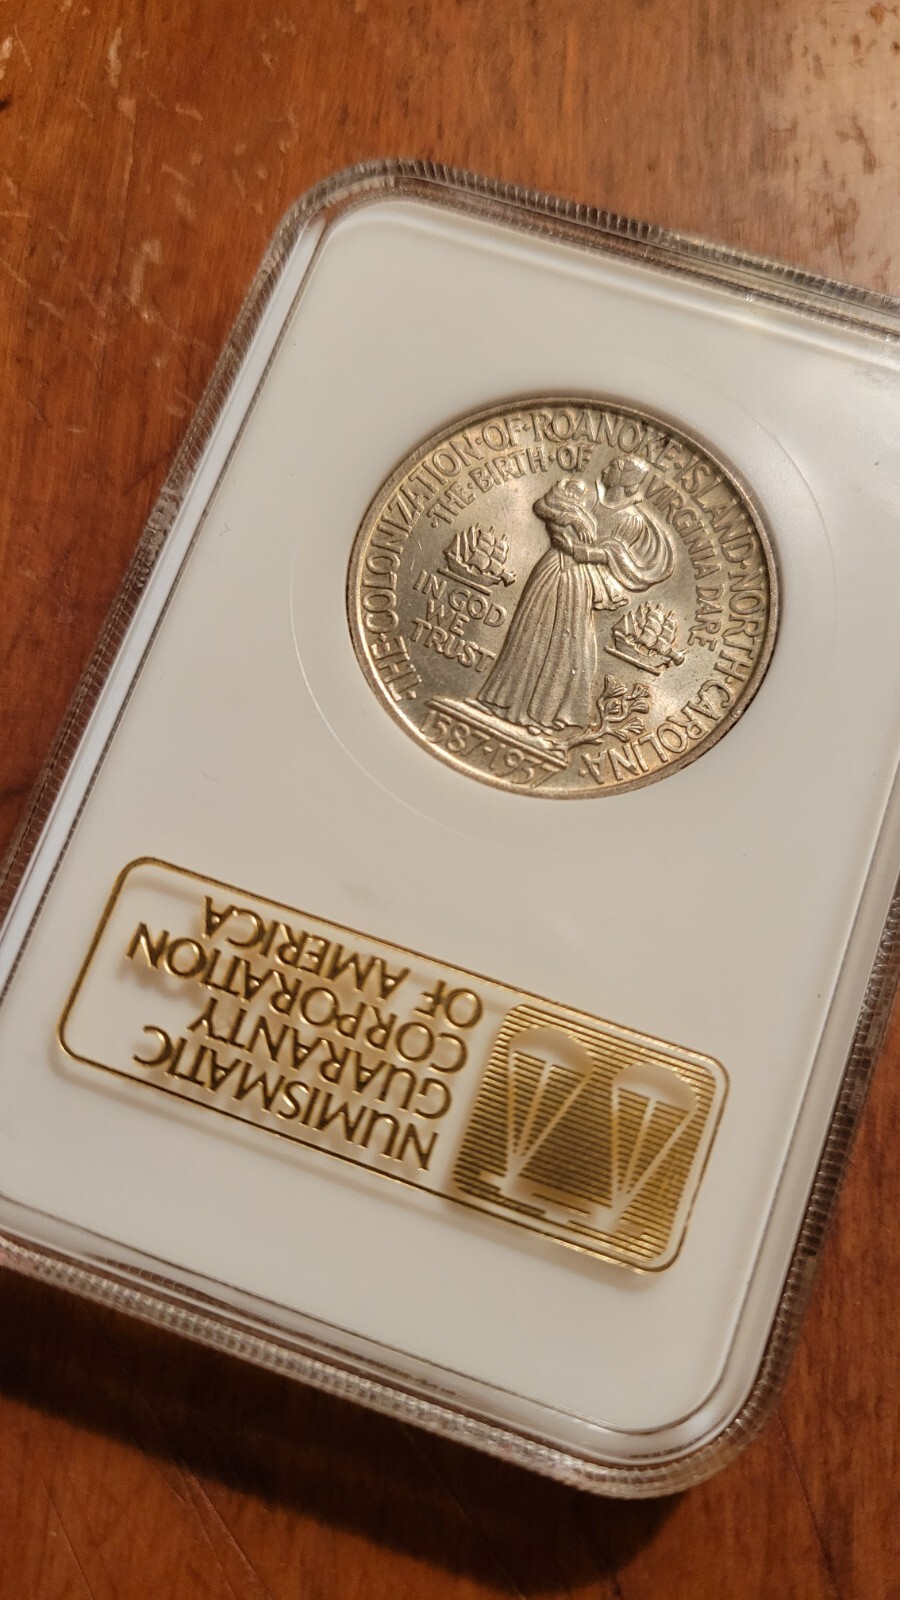 THE·COLONIZATION·OF·ROANOKE·ISLAND·NORTH·CAROLINA·
·THE·BIRTH·OF
VIRGINIA DARE
IN GOD
WE
TRUST
1587·1937
NUMISMATIC
GUARANTY
CORPORATION
OF AMERICA